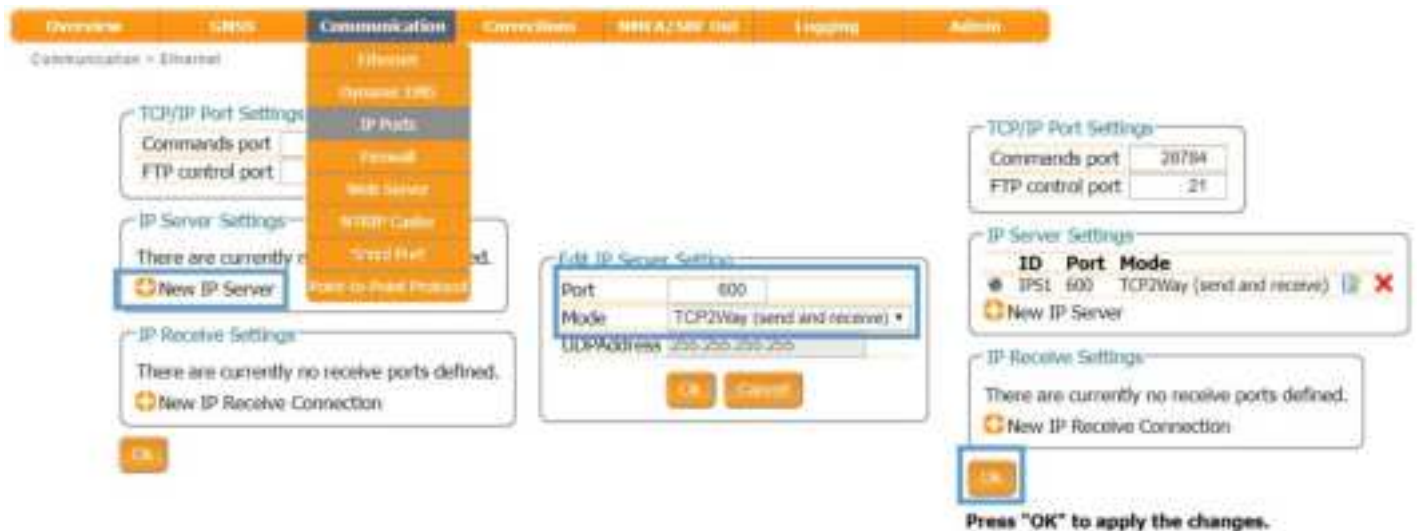 Overview GNSS Communication Corrections NMEA/SBF Out Logging Admin
Communication > Ethernet
Ethernet
Dynamic DNS
IP Ports
Firewall
Web Server
NTRIP Caster
Point-to-Point Protocol
TCP/IP Port Settings
Commands port
FTP control port
IP Server Settings
There are currently ed.
New IP Server
IP Receive Settings
There are currently no receive ports defined.
New IP Receive Connection
Ok
Edit IP Server Setting
Port 600
Mode TCP2Way (send and receive)
UDPAddress 255.255.255.255
Ok Cancel
TCP/IP Port Settings
Commands port 28784
FTP control port 21
IP Server Settings
ID Port Mode
IPS1 600 TCP2Way (send and receive)
New IP Server
IP Receive Settings
There are currently no receive ports defined.
New IP Receive Connection
Ok
Press "OK" to apply the changes.